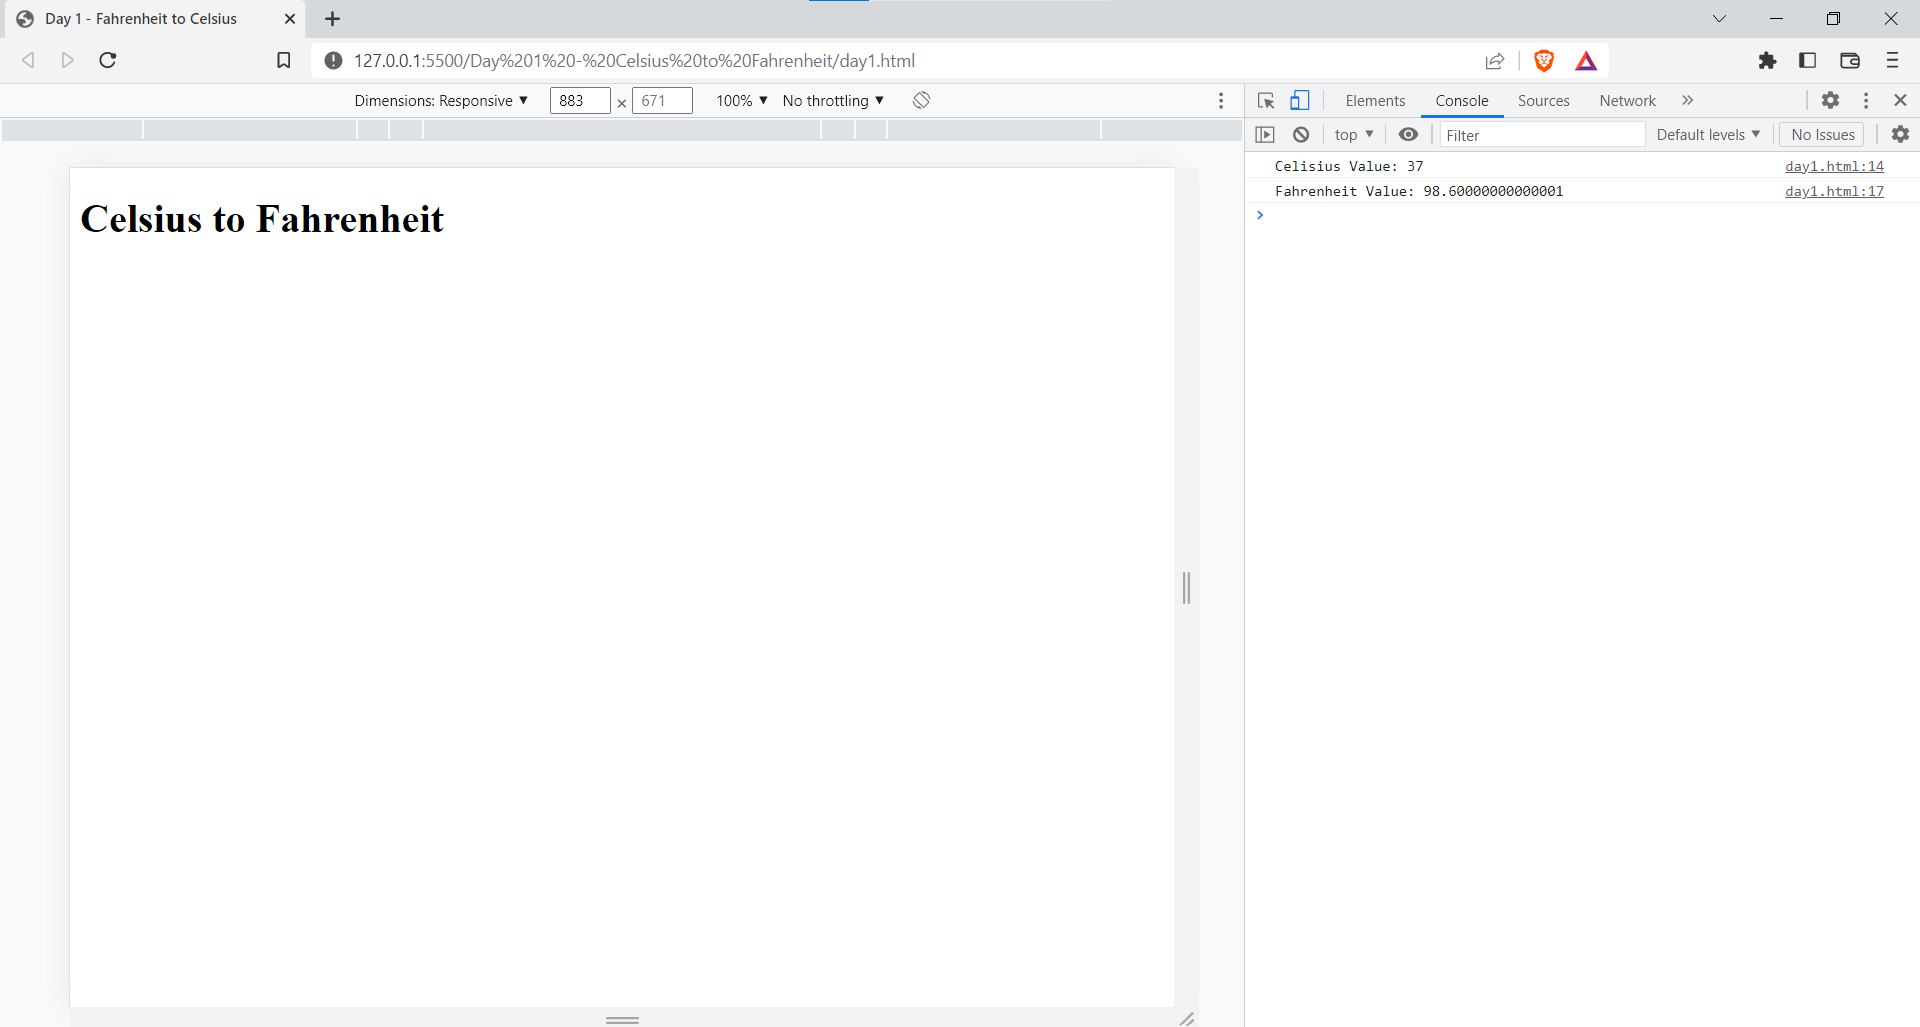 Day 1 - Fahrenheit to Celsius
127.0.0.1:5500/Day%201%20-%20Celsius%20to%20Fahrenheit/day1.html
Dimensions: Responsive ▼ 883 × 671 100% ▼ No throttling ▼
Elements Console Sources Network »
top ▼ Filter Default levels ▼ No Issues
Celsius to Fahrenheit
Celisius Value: 37 day1.html:14
Fahrenheit Value: 98.60000000000001 day1.html:17